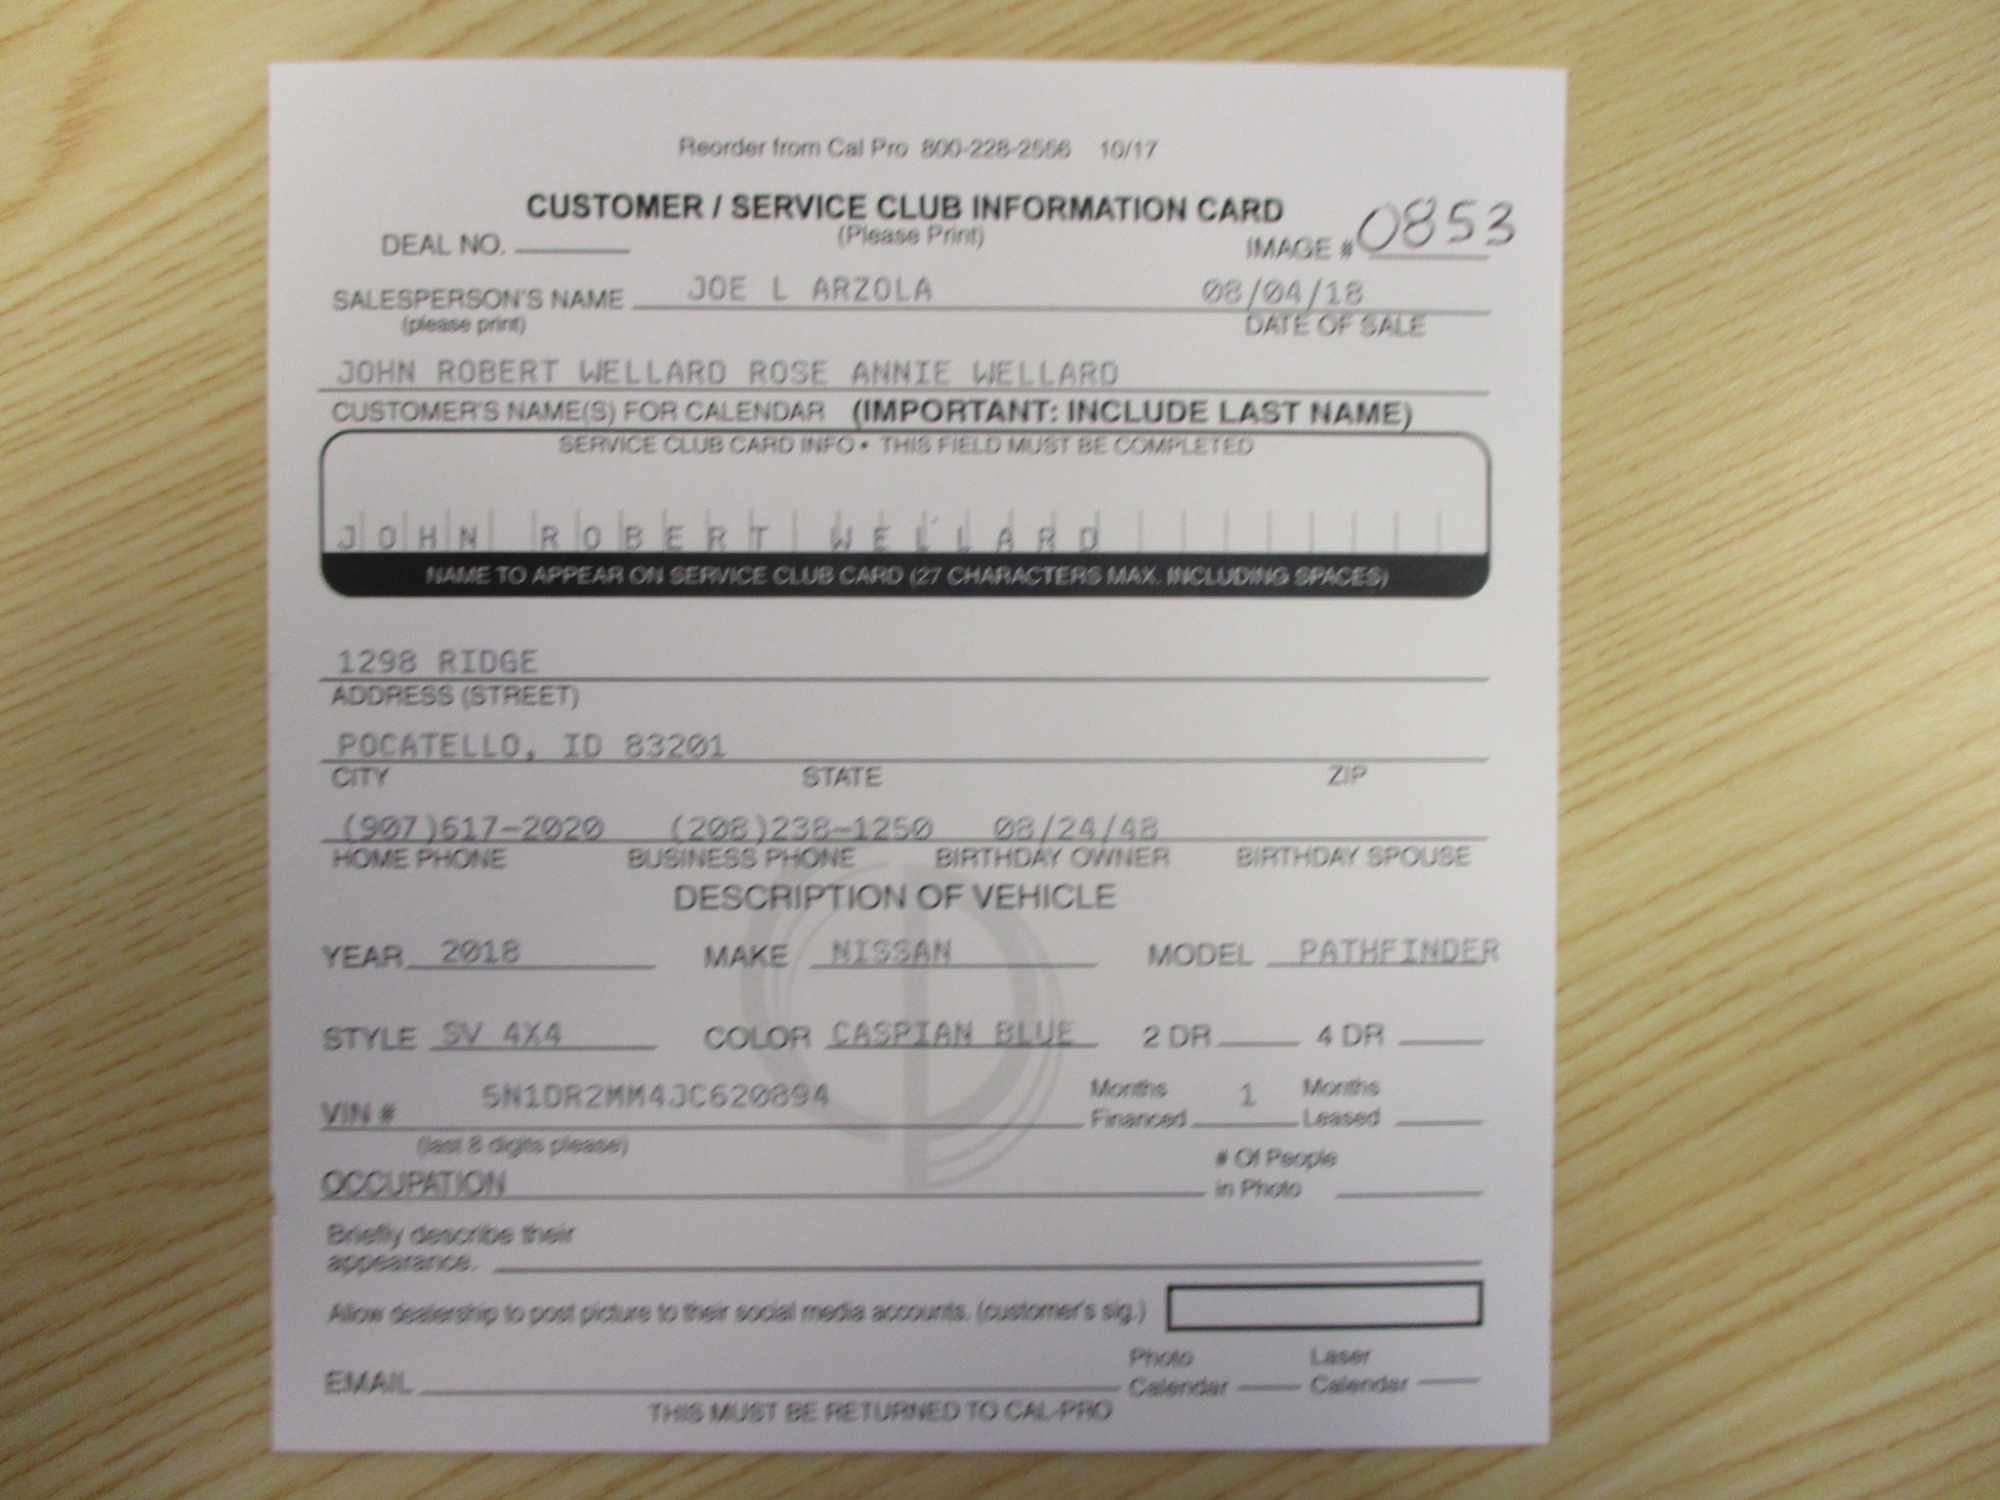 Reorder from Cal Pro 800-228-2556 10/17
CUSTOMER / SERVICE CLUB INFORMATION CARD
(Please Print)
DEAL NO. IMAGE # 0853
SALESPERSON'S NAME JOE L ARZOLA 08/04/18
(please print) DATE OF SALE
JOHN ROBERT WELLARD ROSE ANNIE WELLARD
CUSTOMER'S NAME(S) FOR CALENDAR (IMPORTANT: INCLUDE LAST NAME)
SERVICE CLUB CARD INFO • THIS FIELD MUST BE COMPLETED
JOHN ROBERT WELLARD
NAME TO APPEAR ON SERVICE CLUB CARD (27 CHARACTERS MAX. INCLUDING SPACES)
1298 RIDGE
ADDRESS (STREET)
POCATELLO, ID 83201
CITY STATE ZIP
(907)617-2020 (208)238-1250 08/24/48
HOME PHONE BUSINESS PHONE BIRTHDAY OWNER BIRTHDAY SPOUSE
DESCRIPTION OF VEHICLE
YEAR 2018 MAKE NISSAN MODEL PATHFINDER
STYLE SV 4X4 COLOR CASPIAN BLUE 2 DR 4 DR
VIN # 5N1DR2MM4JC620894 Months Financed 1 Months Leased
(last 8 digits please)
OCCUPATION # Of People in Photo
Briefly describe their
appearance.
Allow dealership to post picture to their social media accounts. (customer's sig.)
EMAIL Photo Calendar Laser Calendar
THIS MUST BE RETURNED TO CAL-PRO